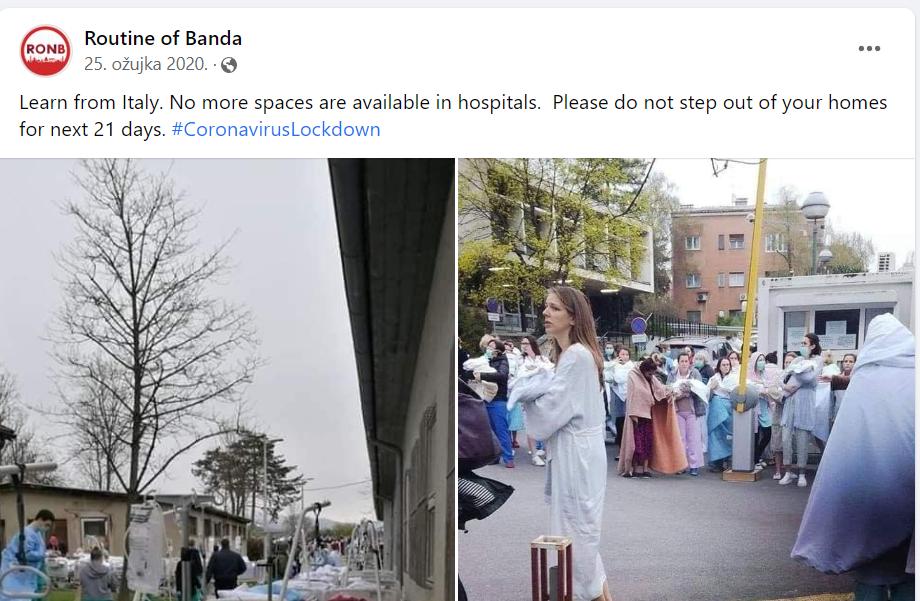 RONB
Routine of Banda
25. ožujka 2020. ·
Learn from Italy. No more spaces are available in hospitals. Please do not step out of your homes
for next 21 days. #CoronavirusLockdown